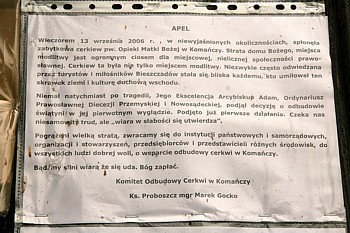 APEL
Wieczorem 13 września 2006 r. , w niewyjaśnionych okolicznościach, spłonęła
zabytkowa cerkiew pw. Opieki Matki Bożej w Komańczy. Strata domu Bożego, miejsca
modlitwy jest ogromnym ciosem dla miejscowej, nielicznej społeczności prawo-
sławnej. Cerkiew ta była nie tylko miejscem modlitwy. Niezwykle często odwiedzana
przez turystów i miłośników Bieszczadów stała się bliska każdemu, kto umiłował ten
skrawek ziemi i kulturę duchową wschodu.
Niemal natychmiast po tragedii, Jego Ekscelencja Arcybiskup Adam, Ordynariusz
Prawosławnej Diecezji Przemyskiej i Nowosądeckiej, podjął decyzję o odbudowie
świątyni w jej pierwotnym wyglądzie. Podjęto już pierwsze działania. Czeka nas
niesamowity trud, ale „wiara w słabości się utwierdza".
Pogrążeni wielką stratą, zwracamy się do instytucji państwowych i samorządowych,
organizacji i stowarzyszeń, przedsiębiorców i przedstawicieli różnych środowisk, do
wszystkich ludzi dobrej woli, o wsparcie odbudowy cerkwi w Komańczy.
Bądźmy silni wiarą że się uda. Bóg zapłać.
Komitet Odbudowy Cerkwi w Komańczy
Ks. Proboszcz mgr Marek Gocko